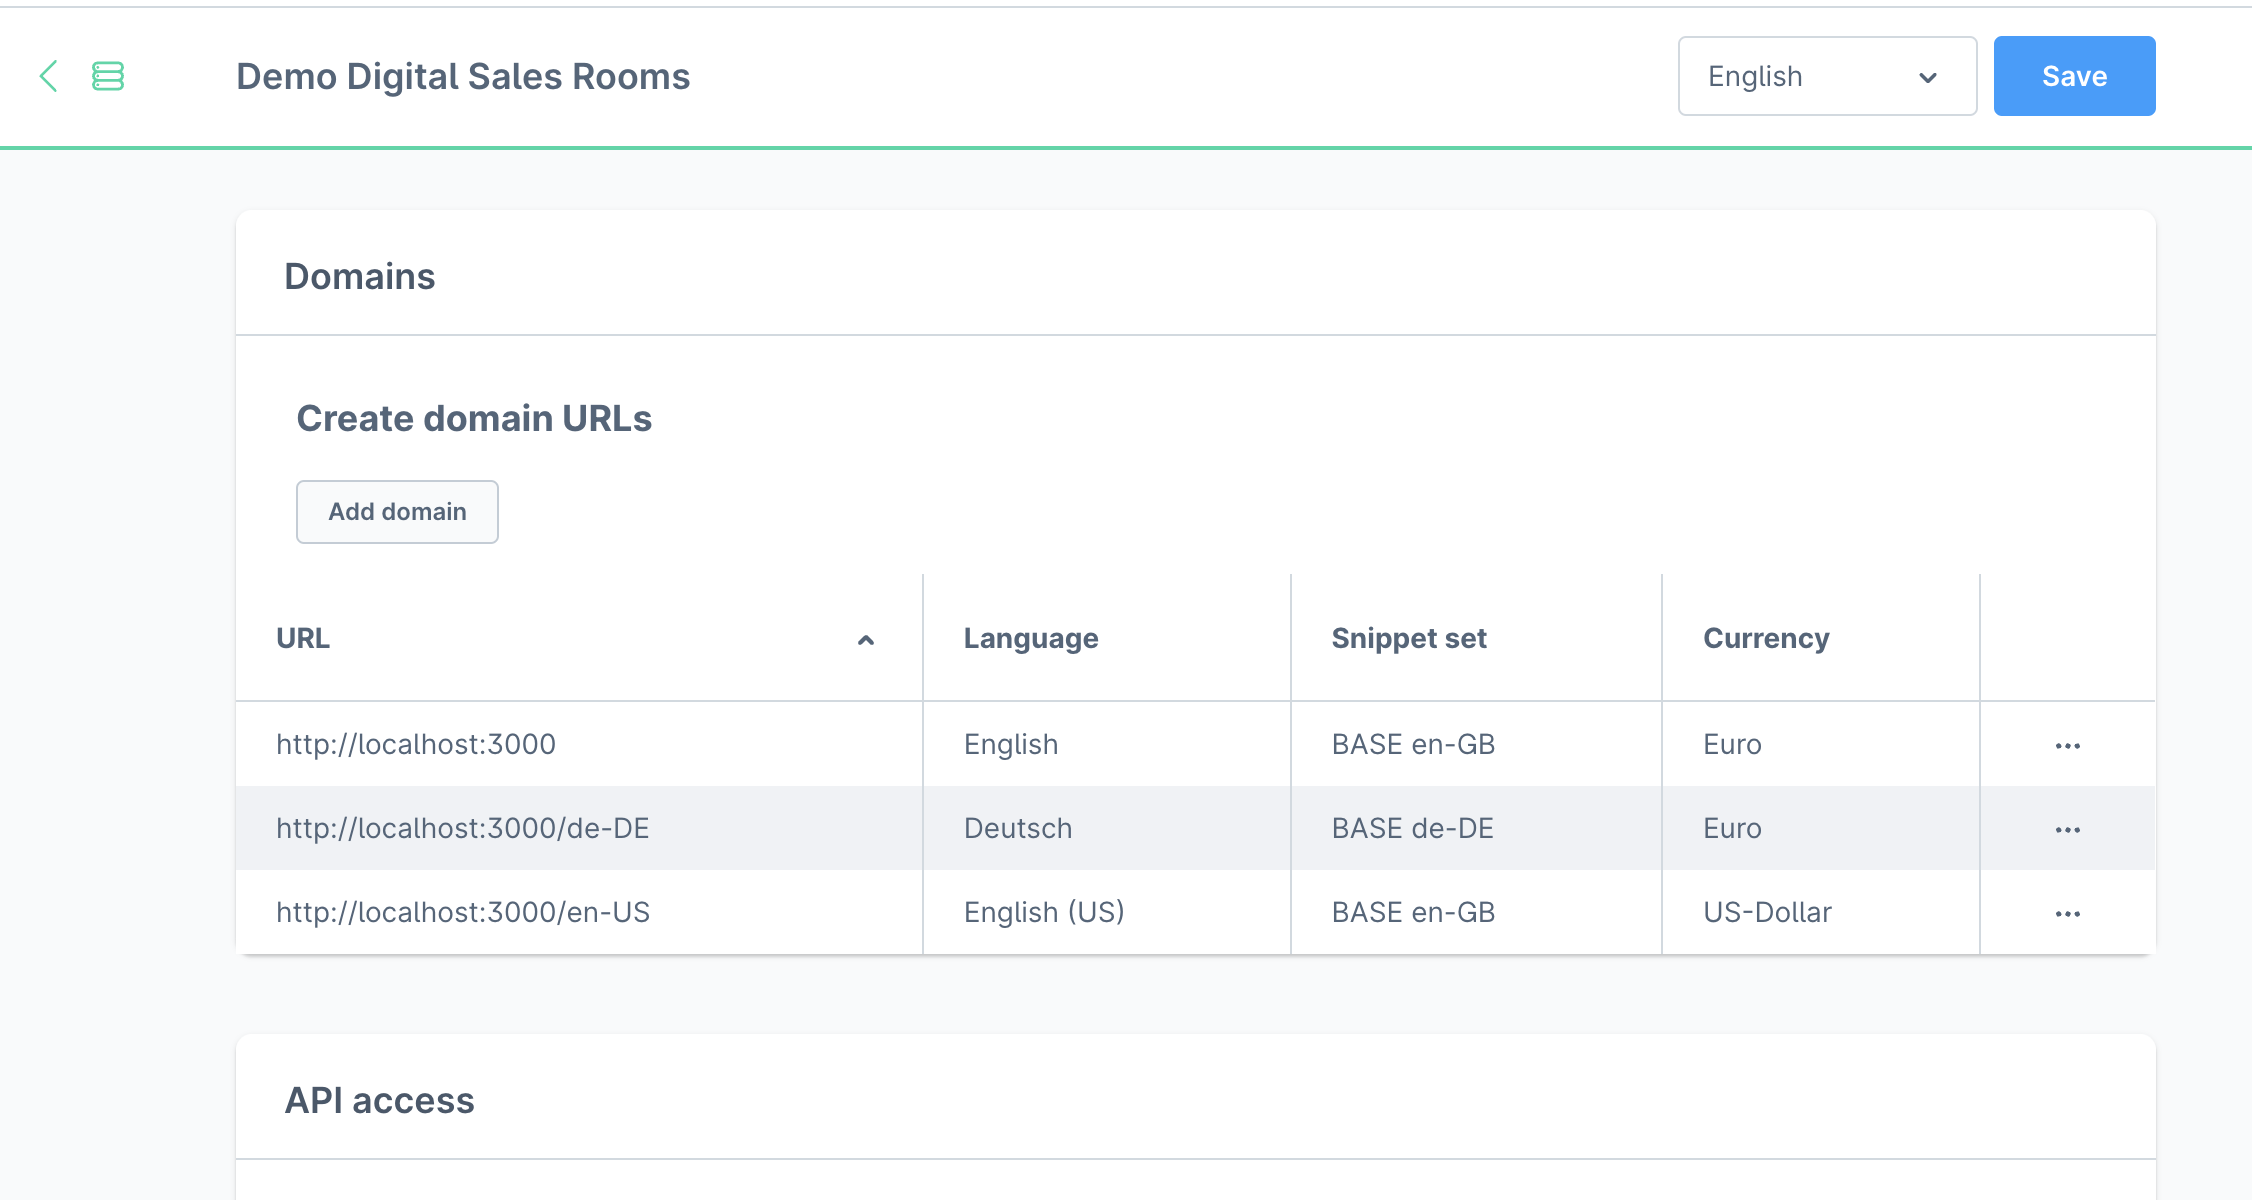 Demo Digital Sales Rooms
English
Save
Domains
Create domain URLs
Add domain
URL Language Snippet set Currency
http://localhost:3000 English BASE en-GB Euro
http://localhost:3000/de-DE Deutsch BASE de-DE Euro
http://localhost:3000/en-US English (US) BASE en-GB US-Dollar
API access